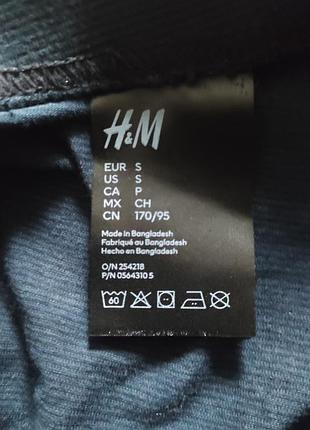 H&M
EUR S
US S
CA P
MX CH
CN 170/95
Made in Bangladesh
Fabriqué au Bangladesh
Hecho en Bangladesh
O/N 254218
P/N 0564310 5
60